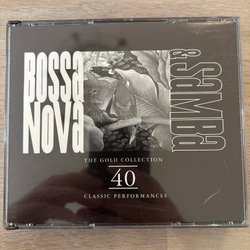 BOSSA
NOVA
& SAMBA
THE GOLD COLLECTION
40
CLASSIC PERFORMANCES